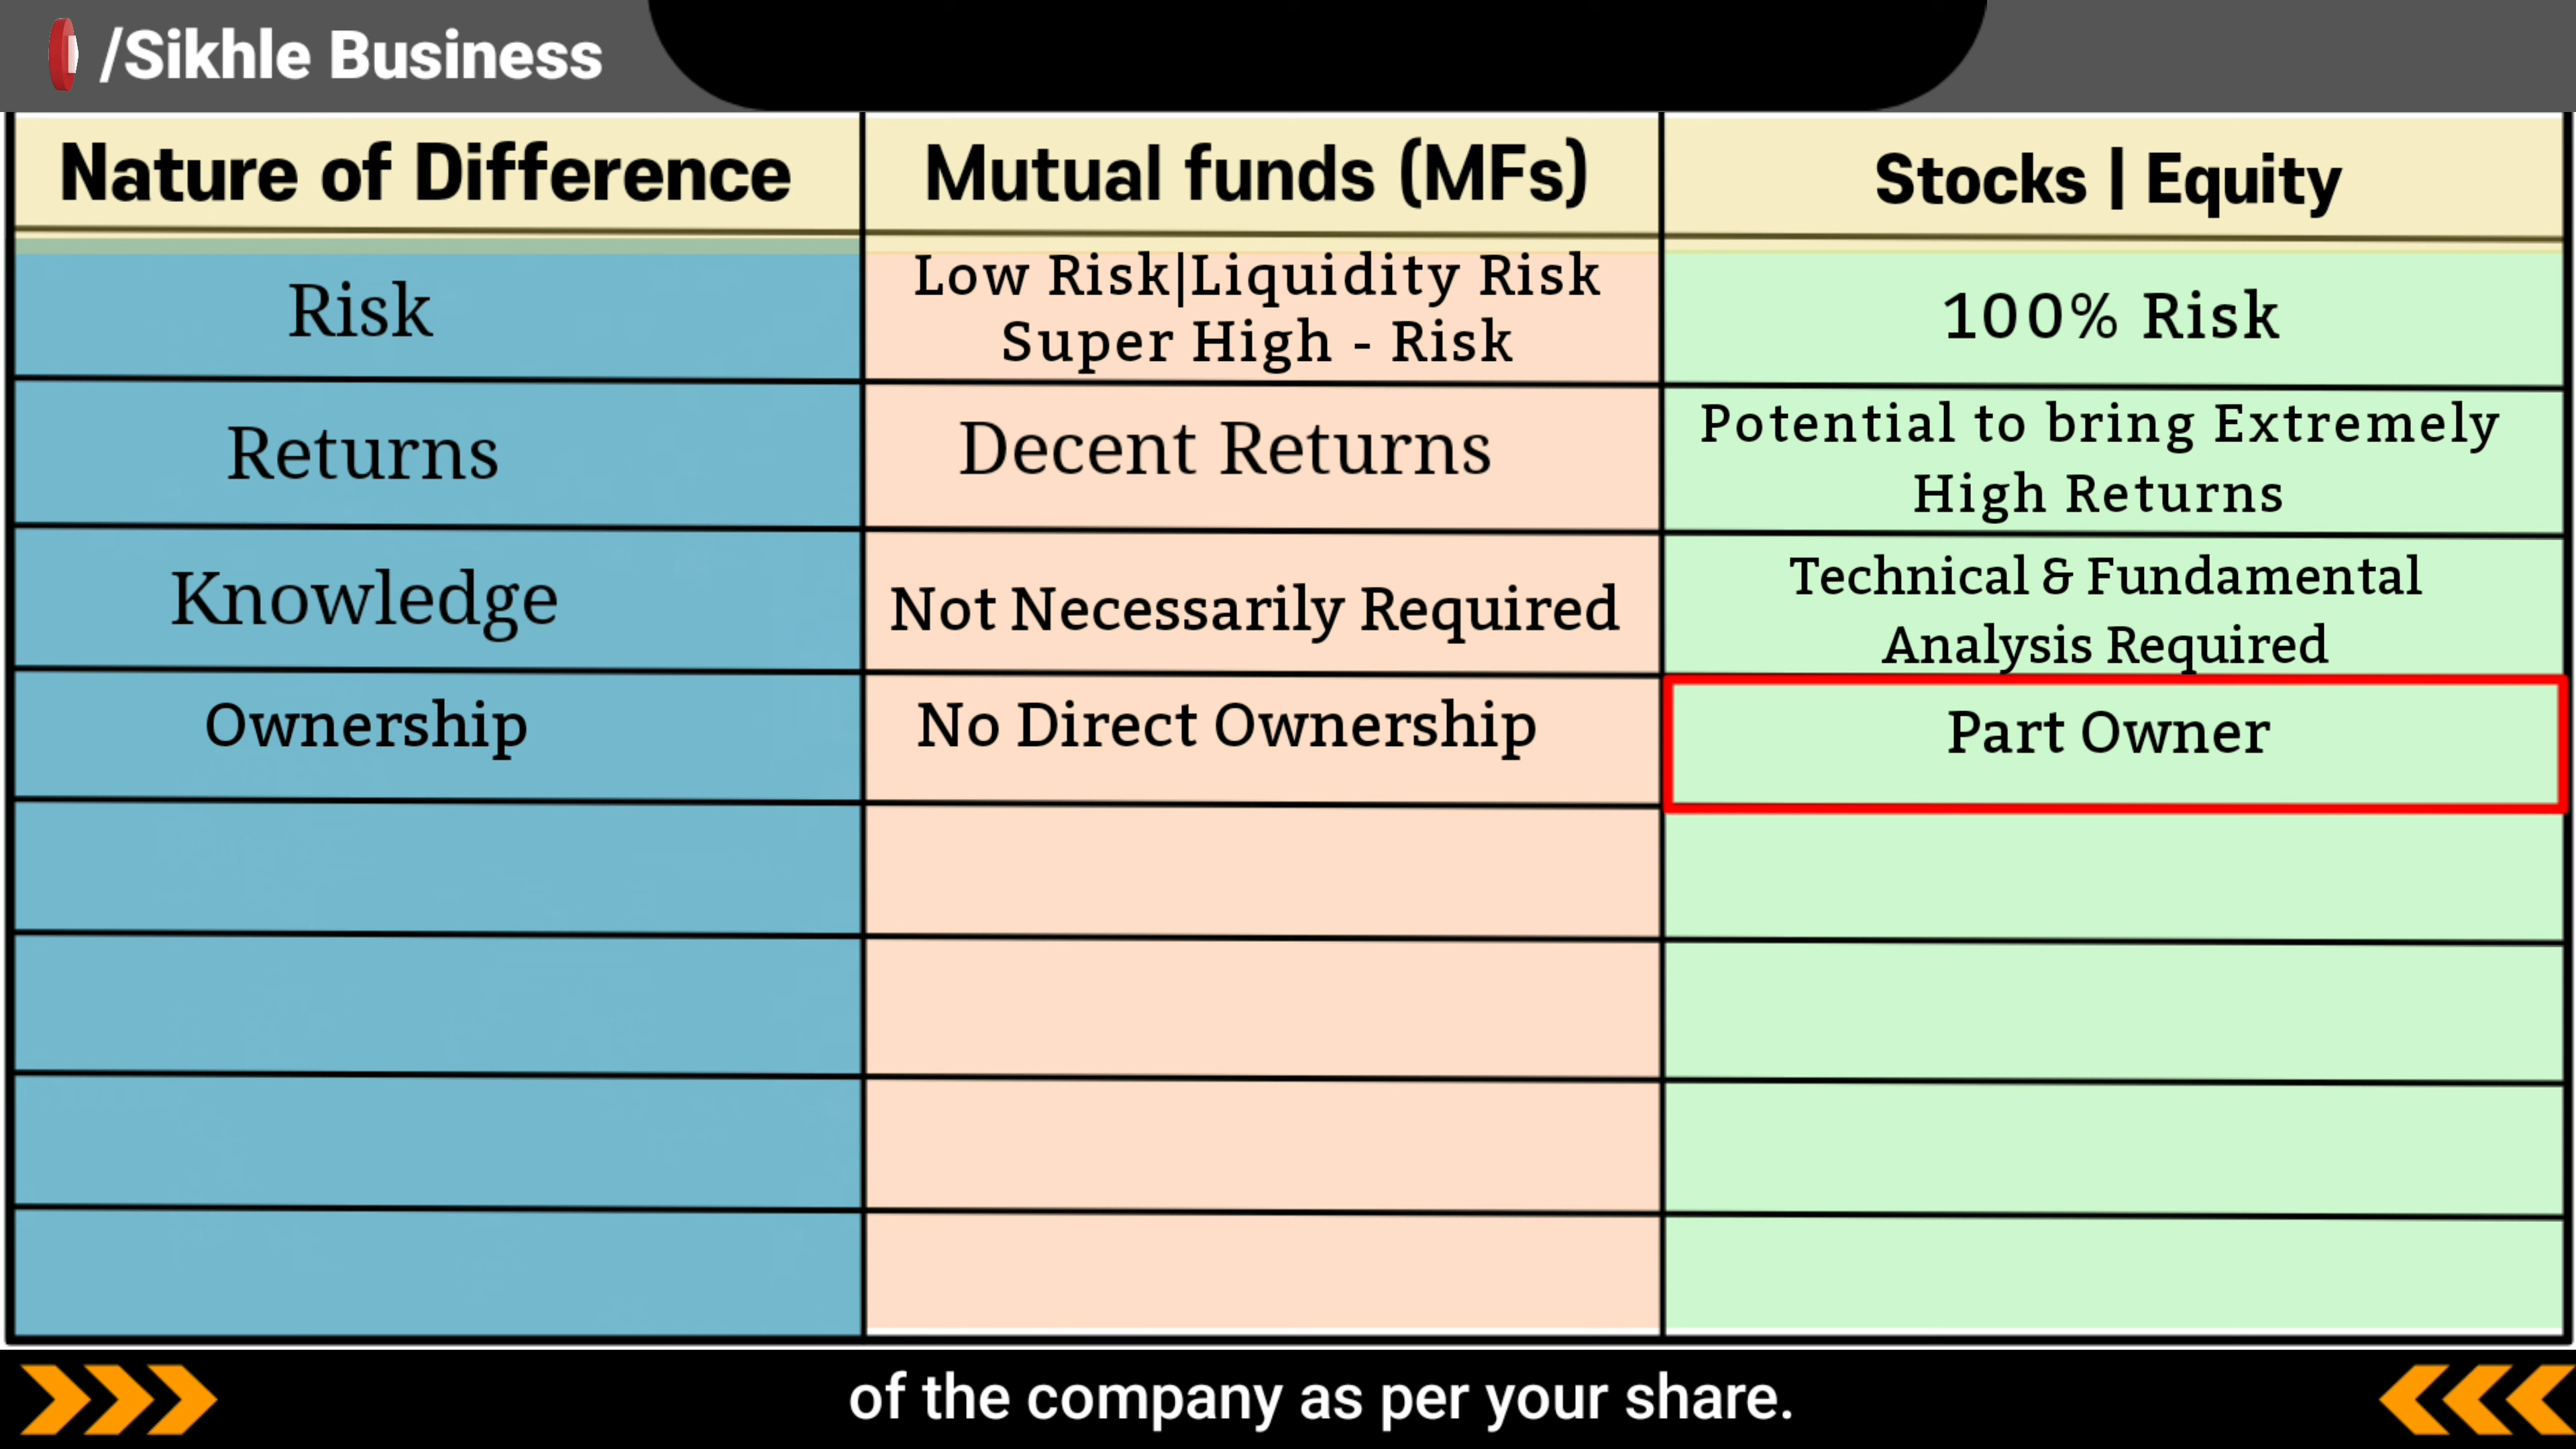 /Sikhle Business
Nature of Difference
Mutual funds (MFs)
Stocks | Equity
Risk
Low Risk|Liquidity Risk
Super High - Risk
100% Risk
Returns
Decent Returns
Potential to bring Extremely
High Returns
Knowledge
Not Necessarily Required
Technical & Fundamental
Analysis Required
Ownership
No Direct Ownership
Part Owner
of the company as per your share.